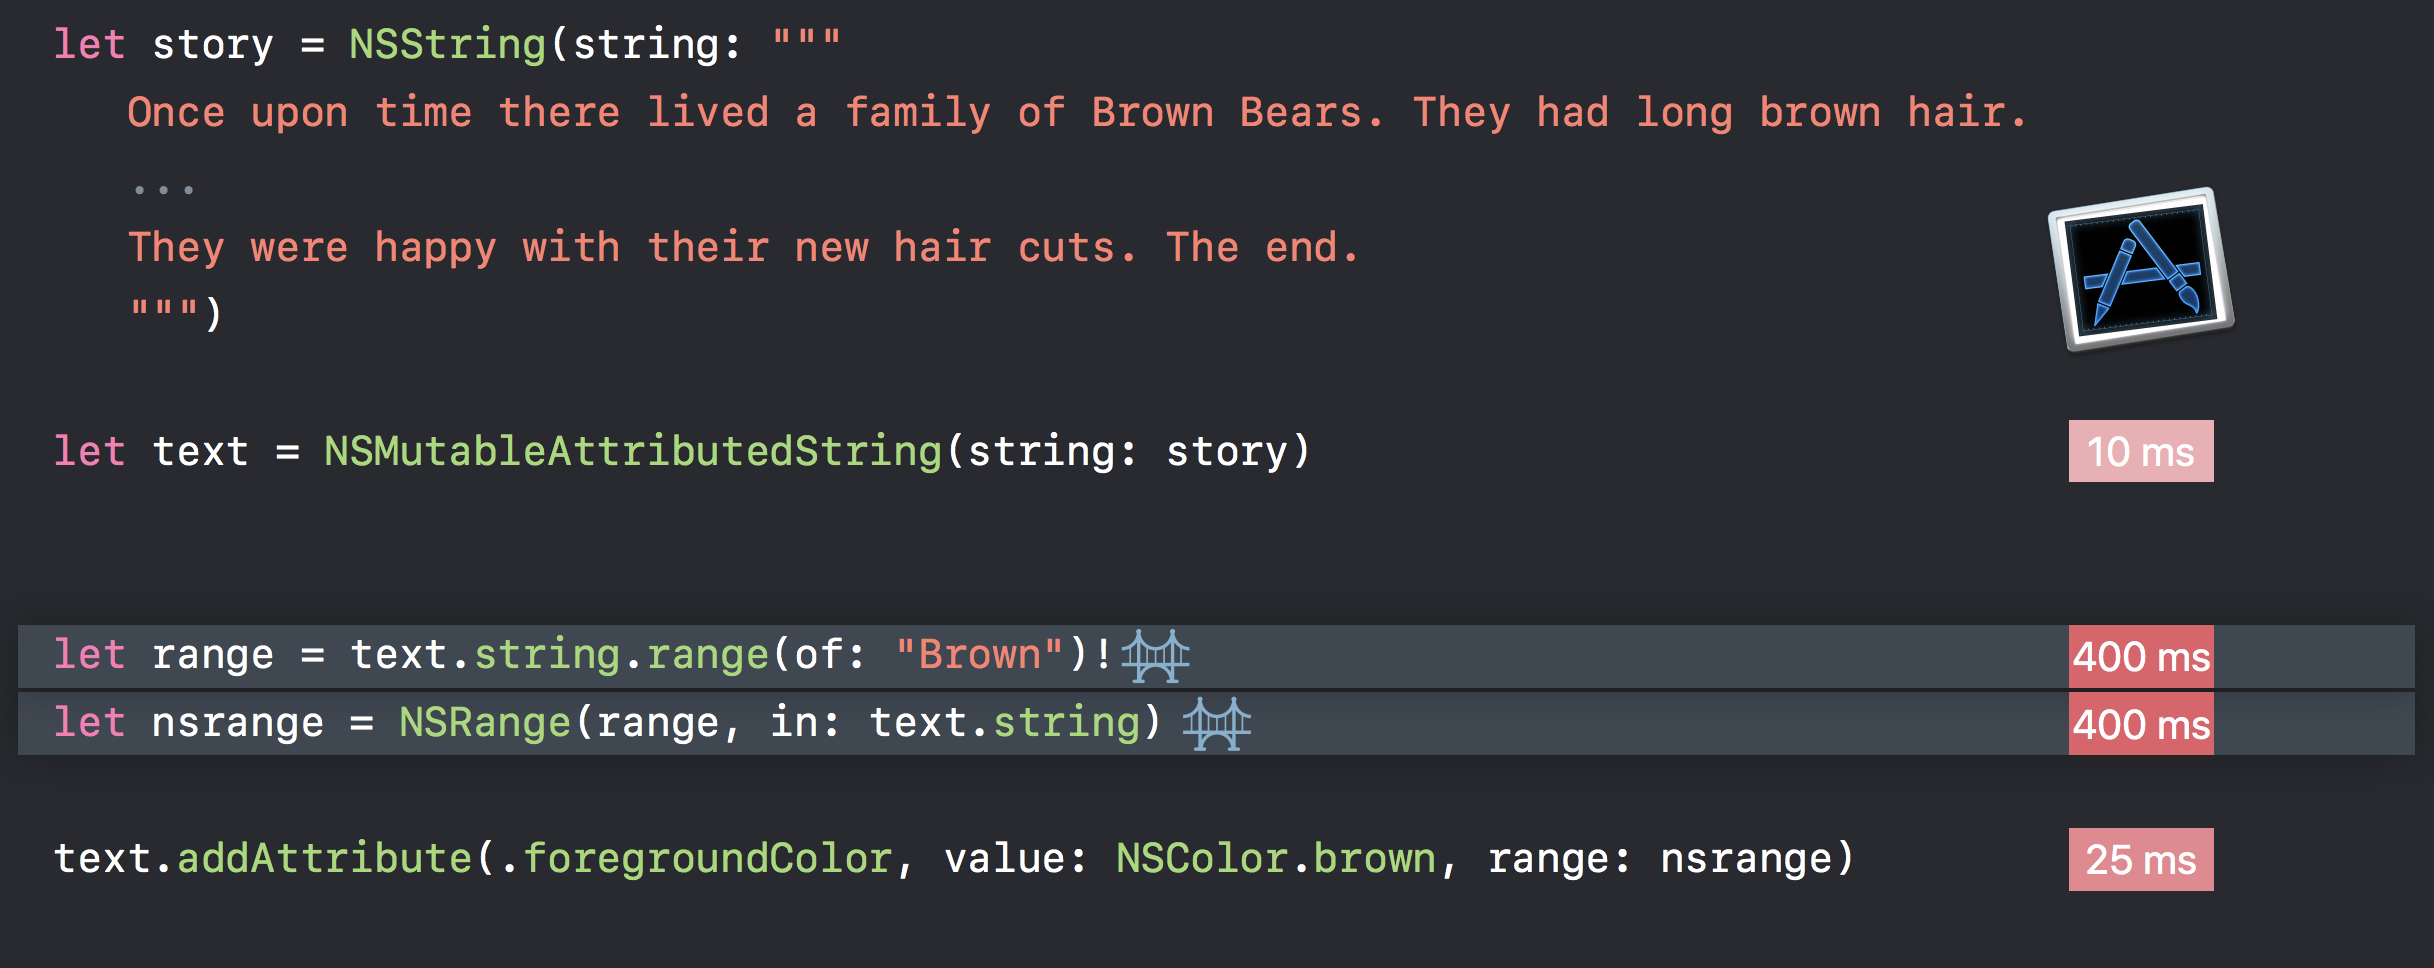 let story = NSString(string: """
Once upon time there lived a family of Brown Bears. They had long brown hair.
...
They were happy with their new hair cuts. The end.
""")
let text = NSMutableAttributedString(string: story) 10 ms
let range = text.string.range(of: "Brown")! 400 ms
let nsrange = NSRange(range, in: text.string) 400 ms
text.addAttribute(.foregroundColor, value: NSColor.brown, range: nsrange) 25 ms